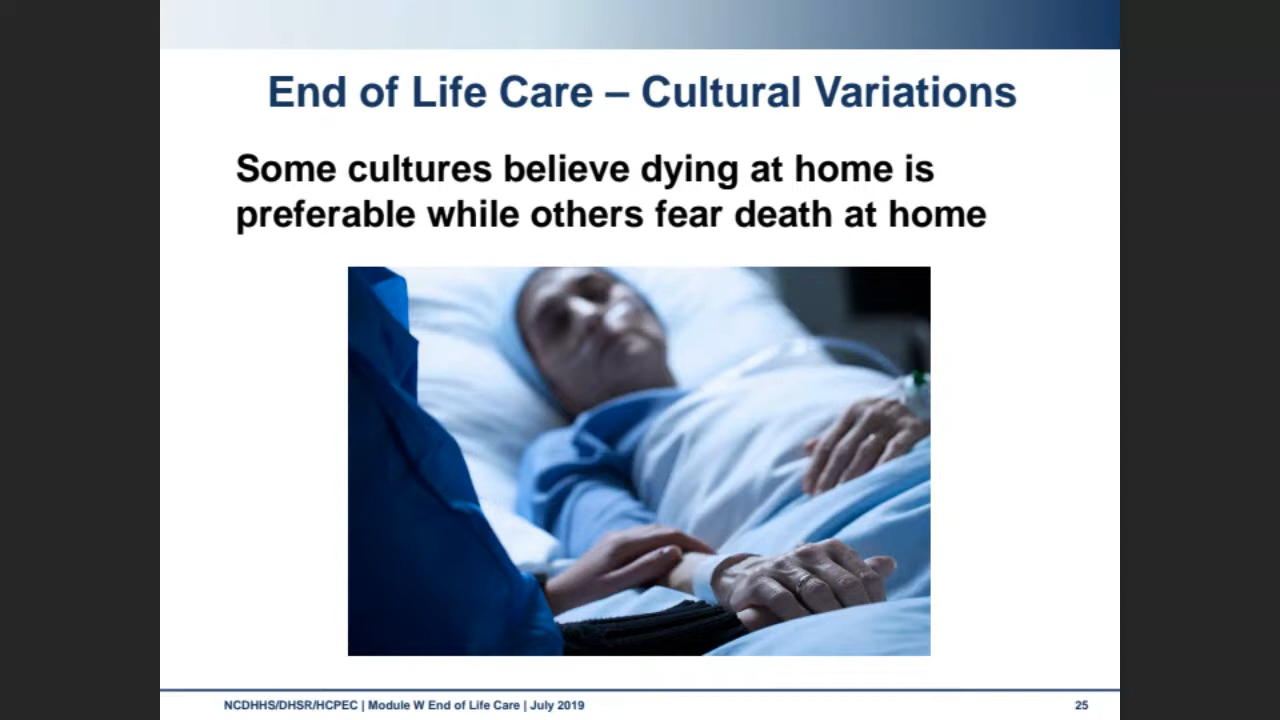 End of Life Care – Cultural Variations
Some cultures believe dying at home is
preferable while others fear death at home
NCDHHS/DHSR/HCPEC | Module W End of Life Care | July 2019
25